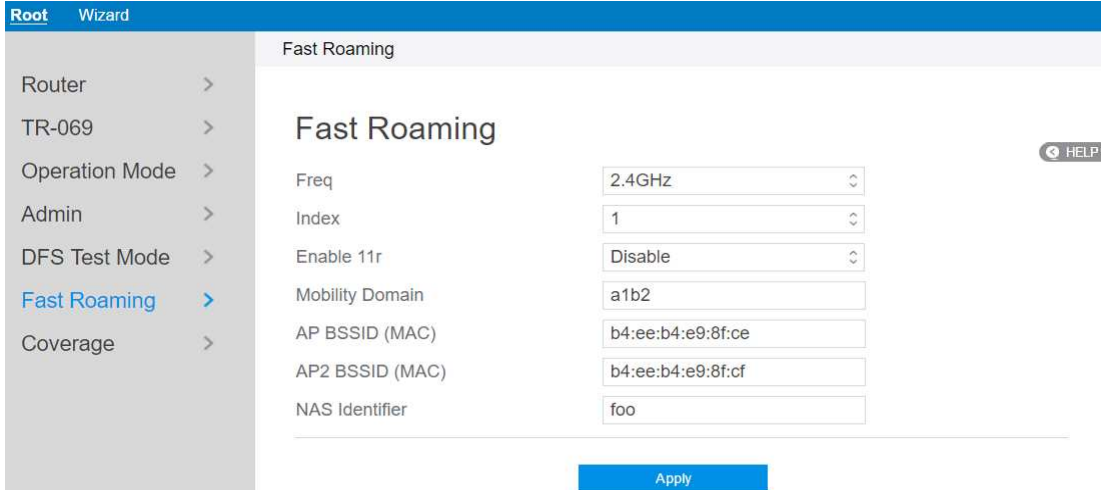 Root Wizard
Fast Roaming
Router
TR-069
Operation Mode
Admin
DFS Test Mode
Fast Roaming
Coverage
Fast Roaming
HELP
Freq 2.4GHz
Index 1
Enable 11r Disable
Mobility Domain a1b2
AP BSSID (MAC) b4:ee:b4:e9:8f:ce
AP2 BSSID (MAC) b4:ee:b4:e9:8f:cf
NAS Identifier foo
Apply